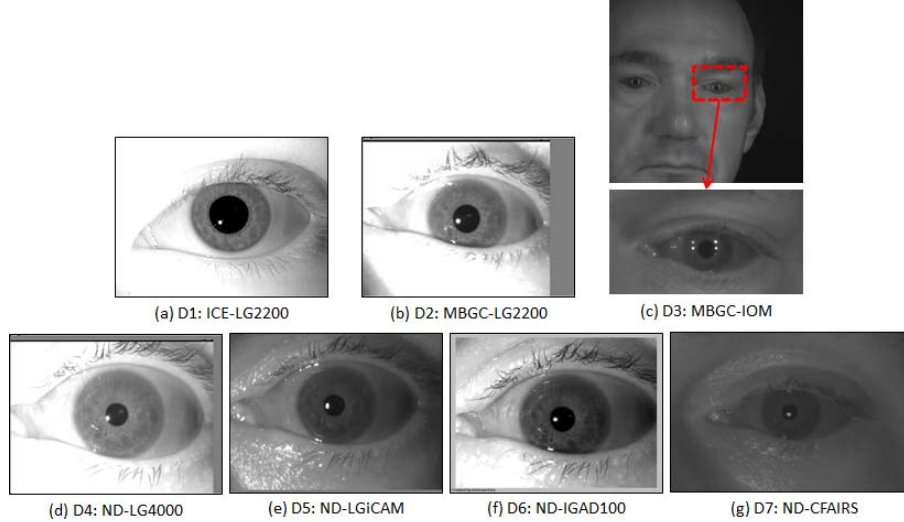 (a) D1: ICE-LG2200
(b) D2: MBGC-LG2200
(c) D3: MBGC-IOM
(d) D4: ND-LG4000
(e) D5: ND-LGiCAM
(f) D6: ND-IGAD100
(g) D7: ND-CFAIRS